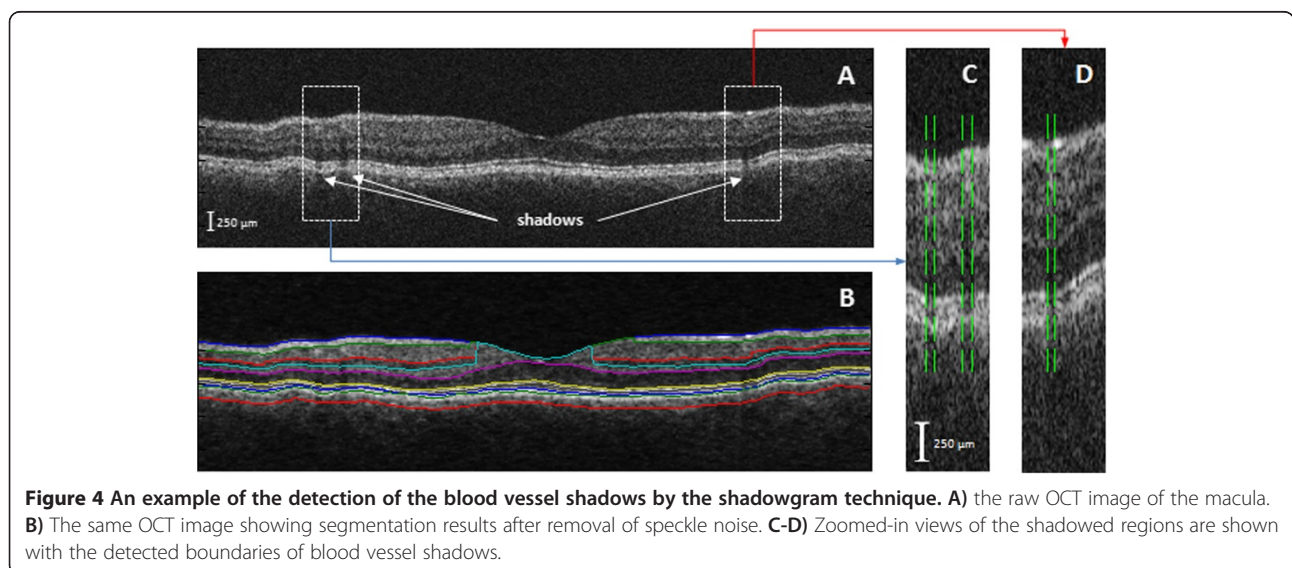 A
C
D
shadows
250 µm
B
250 µm
Figure 4 An example of the detection of the blood vessel shadows by the shadowgram technique. A) the raw OCT image of the macula.
B) The same OCT image showing segmentation results after removal of speckle noise. C-D) Zoomed-in views of the shadowed regions are shown
with the detected boundaries of blood vessel shadows.